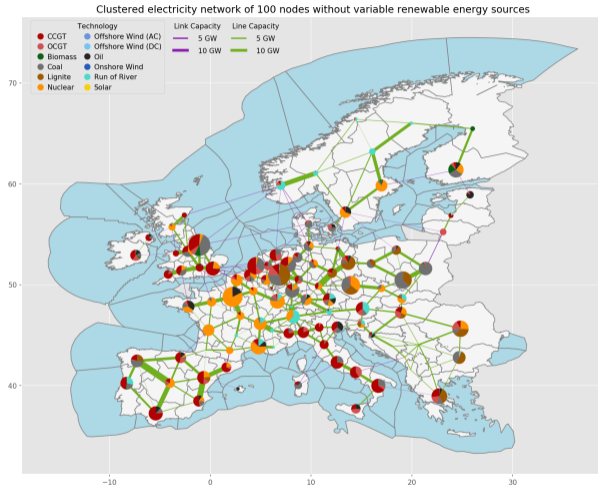 Clustered electricity network of 100 nodes without variable renewable energy sources
Technology
CCGT
OCGT
Biomass
Coal
Lignite
Nuclear
Offshore Wind (AC)
Offshore Wind (DC)
Oil
Onshore Wind
Run of River
Solar
Link Capacity
5 GW
10 GW
Line Capacity
5 GW
10 GW
70
60
50
40
−10
0
10
20
30